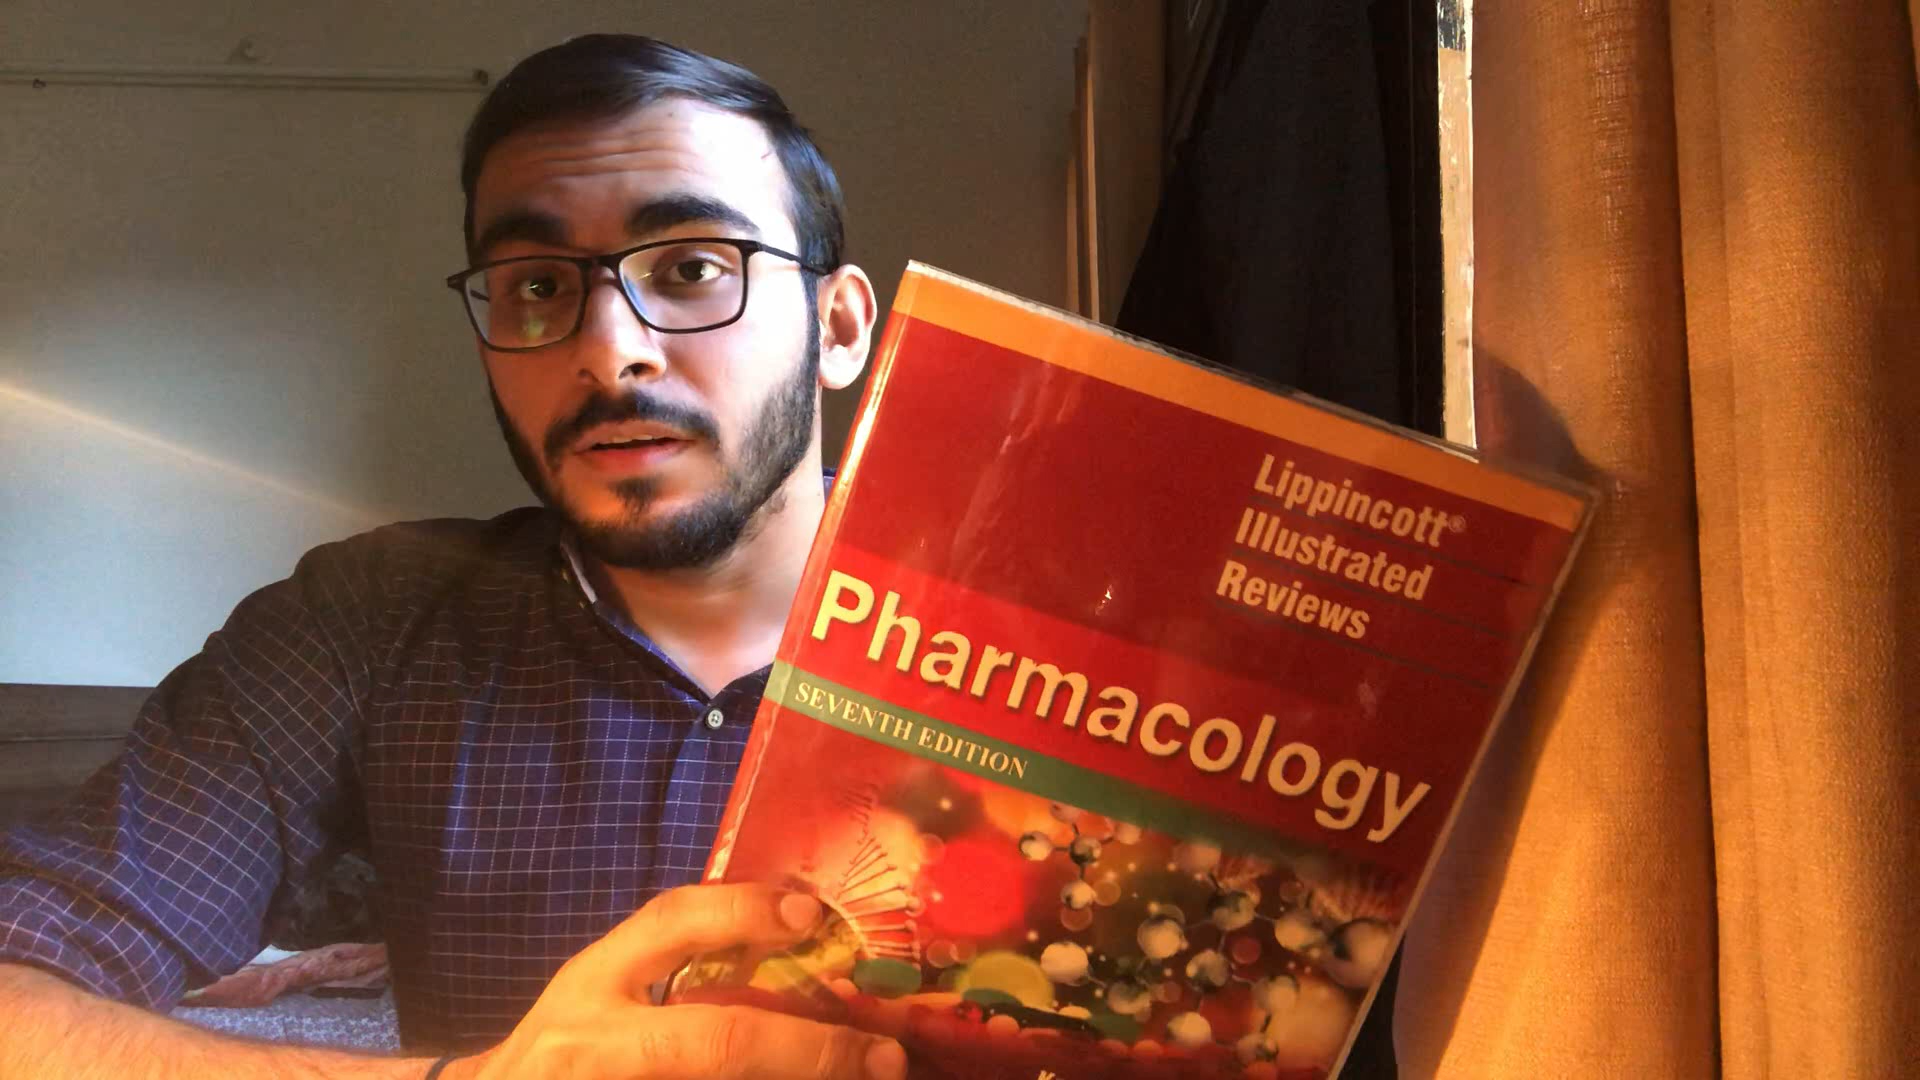 Lippincott®
Illustrated
Reviews
Pharmacology
SEVENTH EDITION